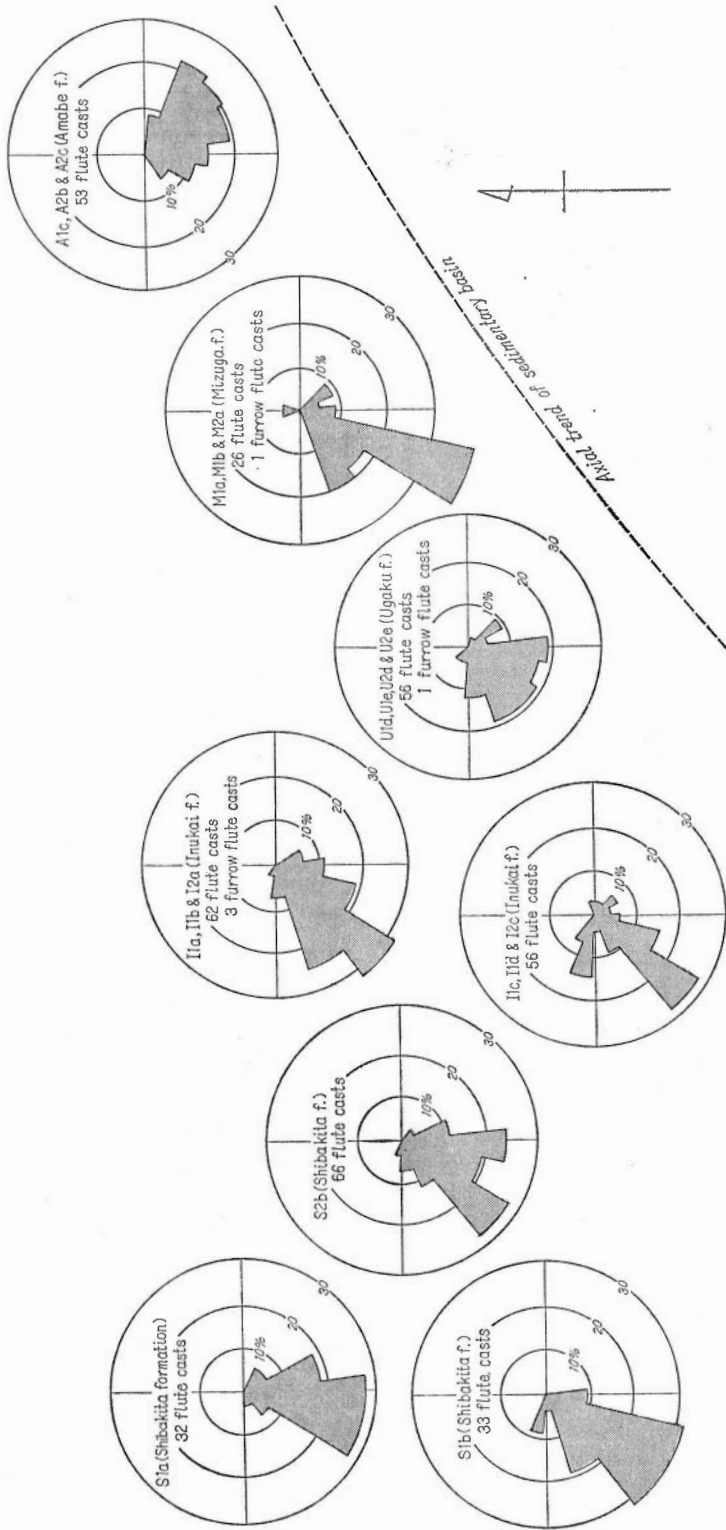 S1a(Shibakita formation)
32 flute casts
10%
20
30
S1b(Shibakita f.)
33 flute casts
10%
20
30
S2b(Shibakita f.)
66 flute casts
10%
20
30
I1a, I1b & I2a (Inukai f.)
62 flute casts
3 furrow flute casts
10%
20
30
I1c, I1d & I2c(Inukai f.)
56 flute casts
10%
20
30
U1d, U1e, U2d & U2e (Ugaku f.)
56 flute casts
1 furrow flute casts
10%
20
30
M1a, M1b & M2a (Mizuga.f.)
26 flute casts
1 furrow flute casts
10%
20
30
A1c, A2b & A2c (Amabe f.)
53 flute casts
10%
20
30
Axial trend of sedimentary basin